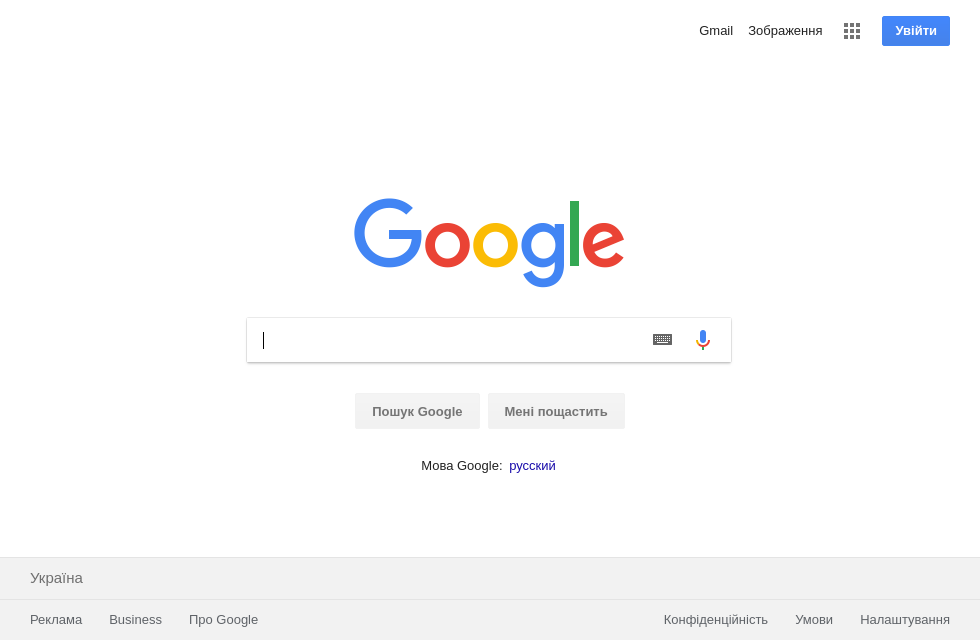 Gmail Зображення Увійти
Google
Пошук Google Мені пощастить
Мова Google: русский
Україна
Реклама Business Про Google Конфіденційність Умови Налаштування